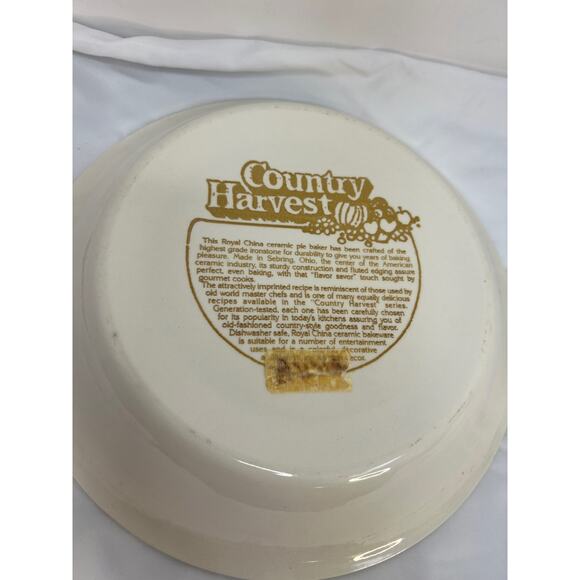 Country
Harvest
This Royal China ceramic pie baker has been crafted of the
highest grade ironstone for durability to give you years of baking
pleasure. Made in Sebring, Ohio, the center of the American
ceramic industry, its sturdy construction and fluted edging assure
perfect, even baking, with that "flavor savor" touch sought by
gourmet cooks.
The attractively imprinted recipe is reminiscent of those used by
old world master chefs and is one of many equally delicious
recipes available in the "Country Harvest" series.
Generation-tested, each one has been carefully chosen
for its popularity in today's kitchens assuring you of
old-fashioned country-style goodness and flavor.
Dishwasher safe, Royal China ceramic bakeware
is suitable for a number of entertainment
uses and is a colorful, decorative
decor.